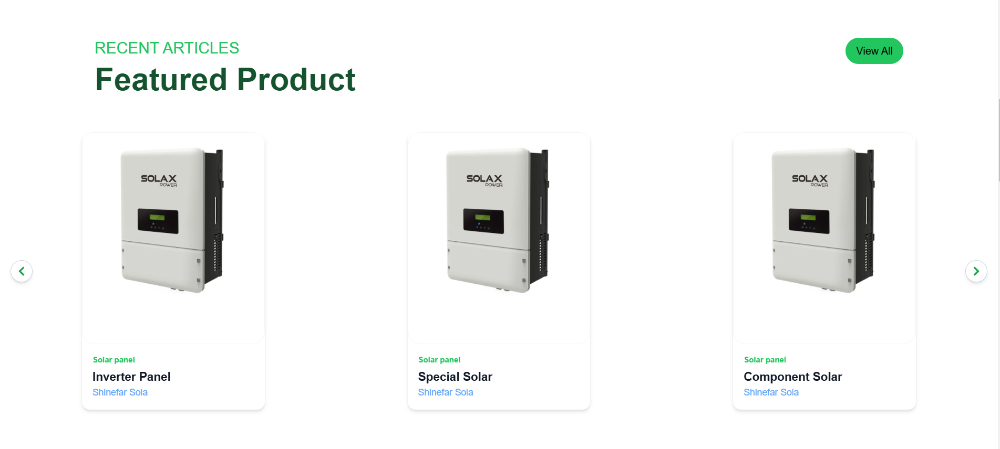 RECENT ARTICLES
View All
Featured Product
SOLAX
POWER
SOLAX
POWER
SOLAX
POWER
Solar panel
Inverter Panel
Shinefar Sola
Solar panel
Special Solar
Shinefar Sola
Solar panel
Component Solar
Shinefar Sola